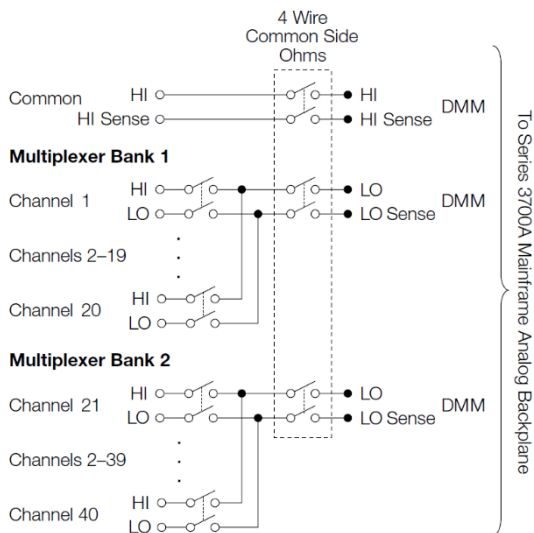 4 Wire
Common Side
Ohms
Common HI HI DMM
HI Sense HI Sense
Multiplexer Bank 1
Channel 1 HI LO DMM
LO LO Sense
Channels 2–19
Channel 20 HI
LO
Multiplexer Bank 2
Channel 21 HI LO DMM
LO LO Sense
Channels 2–39
Channel 40 HI
LO
To Series 3700A Mainframe Analog Backplane